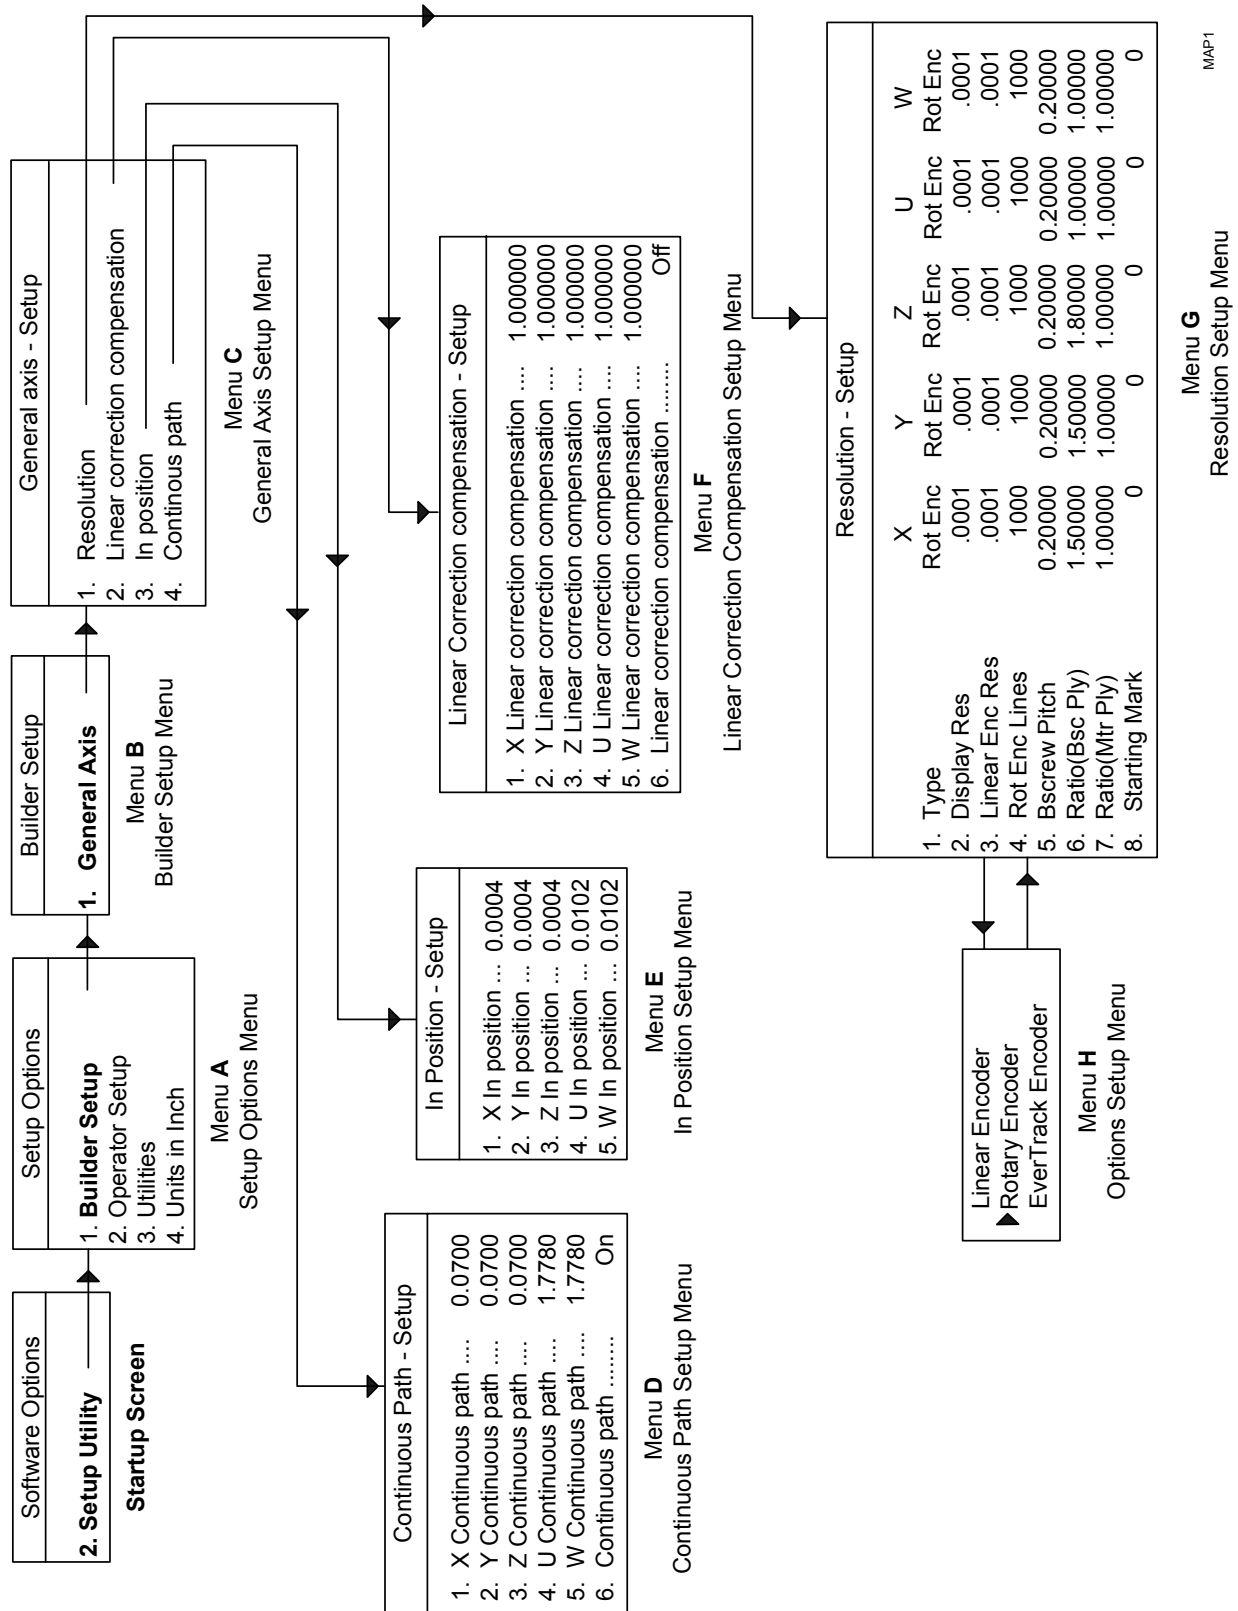 Software Options
2. Setup Utility
Startup Screen
Setup Options
1. Builder Setup
2. Operator Setup
3. Utilities
4. Units in Inch
Menu A
Setup Options Menu
Builder Setup
1. General Axis
Menu B
Builder Setup Menu
General axis - Setup
1. Resolution
2. Linear correction compensation
3. In position
4. Continous path
Menu C
General Axis Setup Menu
Continuous Path - Setup
1. X Continuous path .... 0.0700
2. Y Continuous path .... 0.0700
3. Z Continuous path .... 0.0700
4. U Continuous path .... 1.7780
5. W Continuous path .... 1.7780
6. Continuous path ........ On
Menu D
Continuous Path Setup Menu
In Position - Setup
1. X In position ... 0.0004
2. Y In position ... 0.0004
3. Z In position ... 0.0004
4. U In position ... 0.0102
5. W In position ... 0.0102
Menu E
In Position Setup Menu
Linear Correction compensation - Setup
1. X Linear correction compensation .... 1.000000
2. Y Linear correction compensation .... 1.000000
3. Z Linear correction compensation .... 1.000000
4. U Linear correction compensation .... 1.000000
5. W Linear correction compensation .... 1.000000
6. Linear correction compensation ......... Off
Menu F
Linear Correction Compensation Setup Menu
Linear Encoder
Rotary Encoder
EverTrack Encoder
Menu H
Options Setup Menu
Resolution - Setup
X Y Z U W
1. Type Rot Enc Rot Enc Rot Enc Rot Enc Rot Enc
2. Display Res .0001 .0001 .0001 .0001 .0001
3. Linear Enc Res .0001 .0001 .0001 .0001 .0001
4. Rot Enc Lines 1000 1000 1000 1000 1000
5. Bscrew Pitch 0.20000 0.20000 0.20000 0.20000 0.20000
6. Ratio(Bsc Ply) 1.50000 1.50000 1.80000 1.00000 1.00000
7. Ratio(Mtr Ply) 1.00000 1.00000 1.00000 1.00000 1.00000
8. Starting Mark 0 0 0 0 0
Menu G
Resolution Setup Menu
MAP1